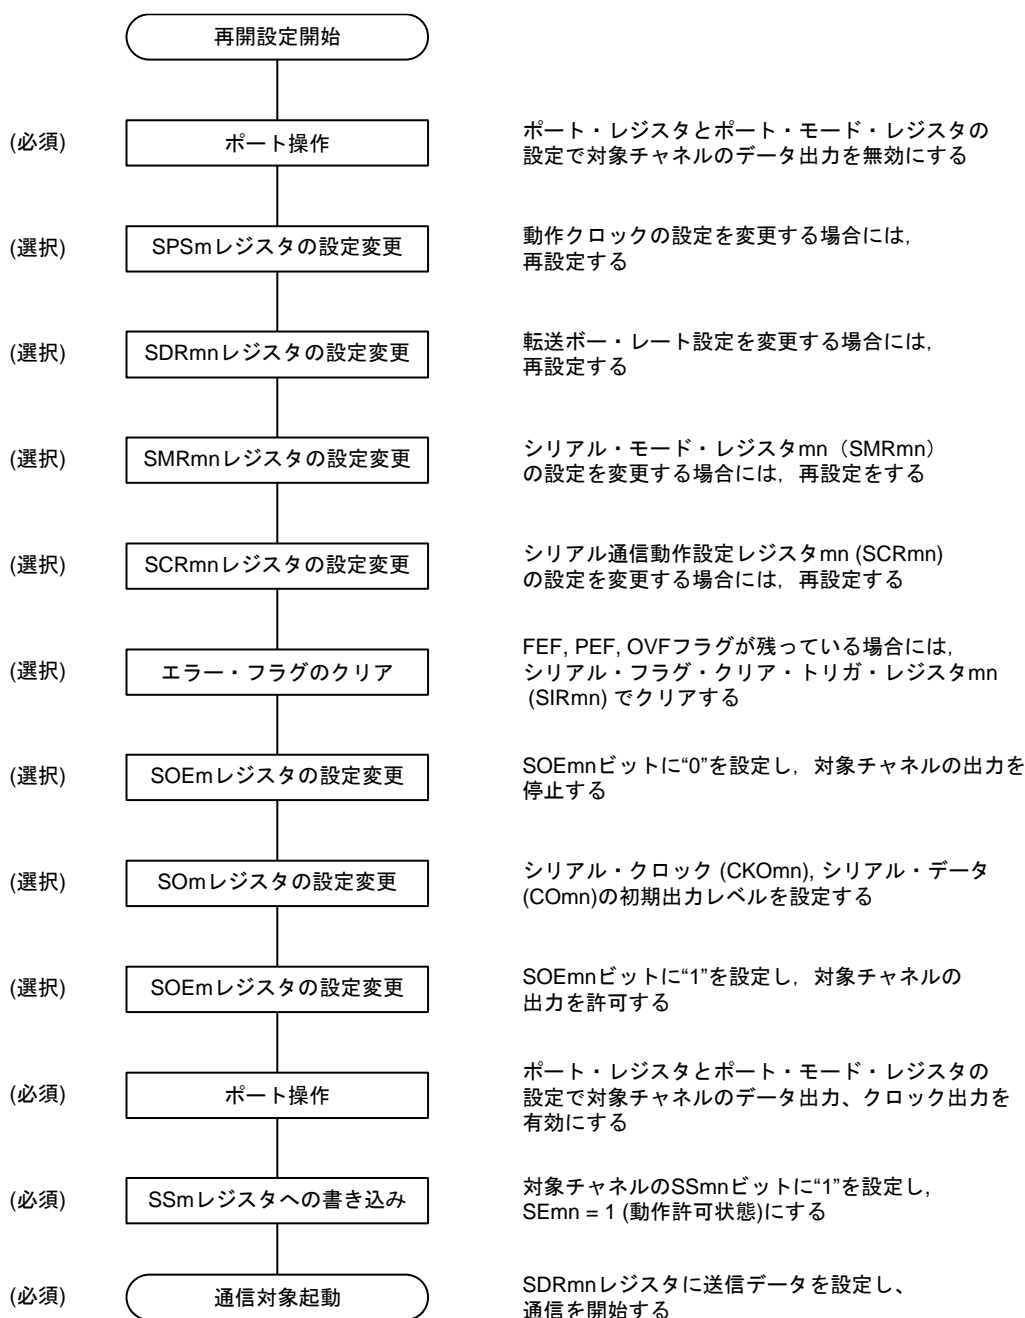 再開設定開始
(必須)
ポート操作
ポート・レジスタとポート・モード・レジスタの
設定で対象チャネルのデータ出力を無効にする
(選択)
SPSmレジスタの設定変更
動作クロックの設定を変更する場合には,
再設定する
(選択)
SDRmnレジスタの設定変更
転送ボー・レート設定を変更する場合には,
再設定する
(選択)
SMRmnレジスタの設定変更
シリアル・モード・レジスタmn（SMRmn）
の設定を変更する場合には, 再設定をする
(選択)
SCRmnレジスタの設定変更
シリアル通信動作設定レジスタmn (SCRmn)
の設定を変更する場合には, 再設定する
(選択)
エラー・フラグのクリア
FEF, PEF, OVFフラグが残っている場合には,
シリアル・フラグ・クリア・トリガ・レジスタmn
(SIRmn) でクリアする
(選択)
SOEmレジスタの設定変更
SOEmnビットに“0”を設定し, 対象チャネルの出力を
停止する
(選択)
SOmレジスタの設定変更
シリアル・クロック (CKOmn), シリアル・データ
(COmn)の初期出力レベルを設定する
(選択)
SOEmレジスタの設定変更
SOEmnビットに“1”を設定し, 対象チャネルの
出力を許可する
(必須)
ポート操作
ポート・レジスタとポート・モード・レジスタの
設定で対象チャネルのデータ出力、クロック出力を
有効にする
(必須)
SSmレジスタへの書き込み
対象チャネルのSSmnビットに“1”を設定し,
SEmn = 1 (動作許可状態)にする
(必須)
通信対象起動
SDRmnレジスタに送信データを設定し、
通信を開始する